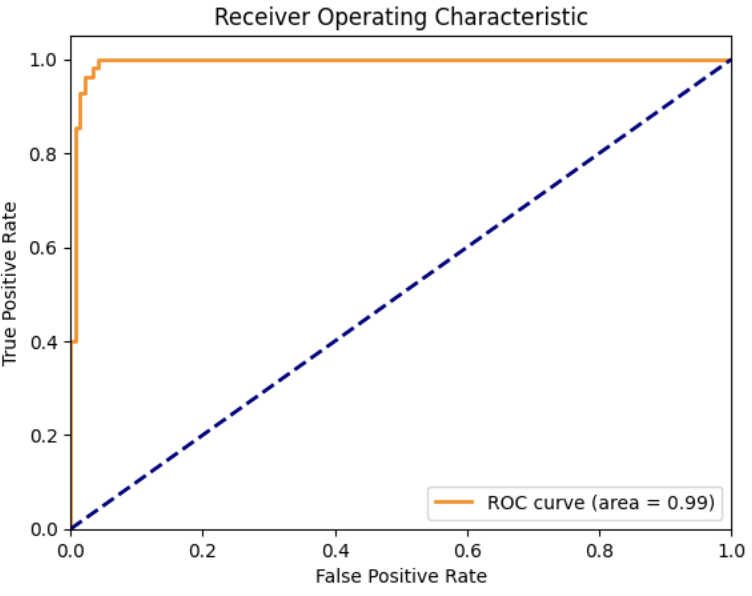 Receiver Operating Characteristic
True Positive Rate
1.0
0.8
0.6
0.4
0.2
0.0
0.0 0.2 0.4 0.6 0.8 1.0
False Positive Rate
ROC curve (area = 0.99)